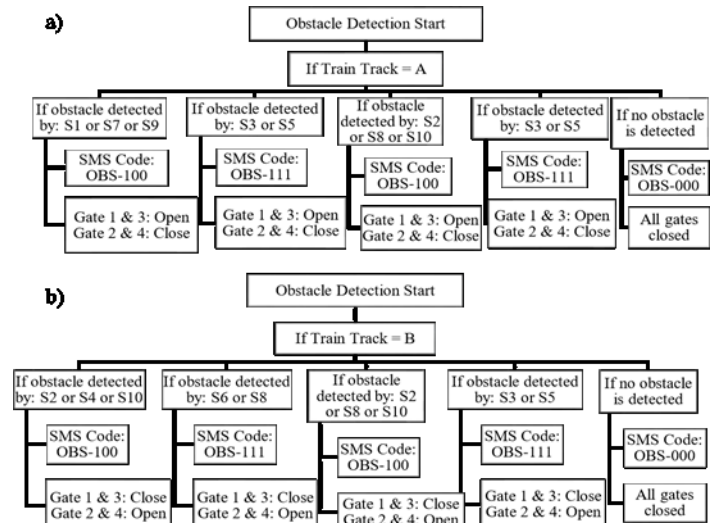 a)
Obstacle Detection Start
If Train Track = A
If obstacle detected
by: S1 or S7 or S9
SMS Code:
OBS-100
Gate 1 & 3: Open
Gate 2 & 4: Close
If obstacle detected
by: S3 or S5
SMS Code:
OBS-111
Gate 1 & 3: Open
Gate 2 & 4: Close
If obstacle
detected by: S2
or S8 or S10
SMS Code:
OBS-100
Gate 1 & 3: Open
Gate 2 & 4: Close
If obstacle detected
by: S3 or S5
SMS Code:
OBS-111
Gate 1 & 3: Open
Gate 2 & 4: Close
If no obstacle
is detected
SMS Code:
OBS-000
All gates
closed
b)
Obstacle Detection Start
If Train Track = B
If obstacle detected
by: S2 or S4 or S10
SMS Code:
OBS-100
Gate 1 & 3: Close
Gate 2 & 4: Open
If obstacle detected
by: S6 or S8
SMS Code:
OBS-111
Gate 1 & 3: Close
Gate 2 & 4: Open
If obstacle
detected by: S2
or S8 or S10
SMS Code:
OBS-100
Gate 1 & 3: Close
Gate 2 & 4: Open
If obstacle detected
by: S3 or S5
SMS Code:
OBS-111
Gate 1 & 3: Close
Gate 2 & 4: Open
If no obstacle
is detected
SMS Code:
OBS-000
All gates
closed